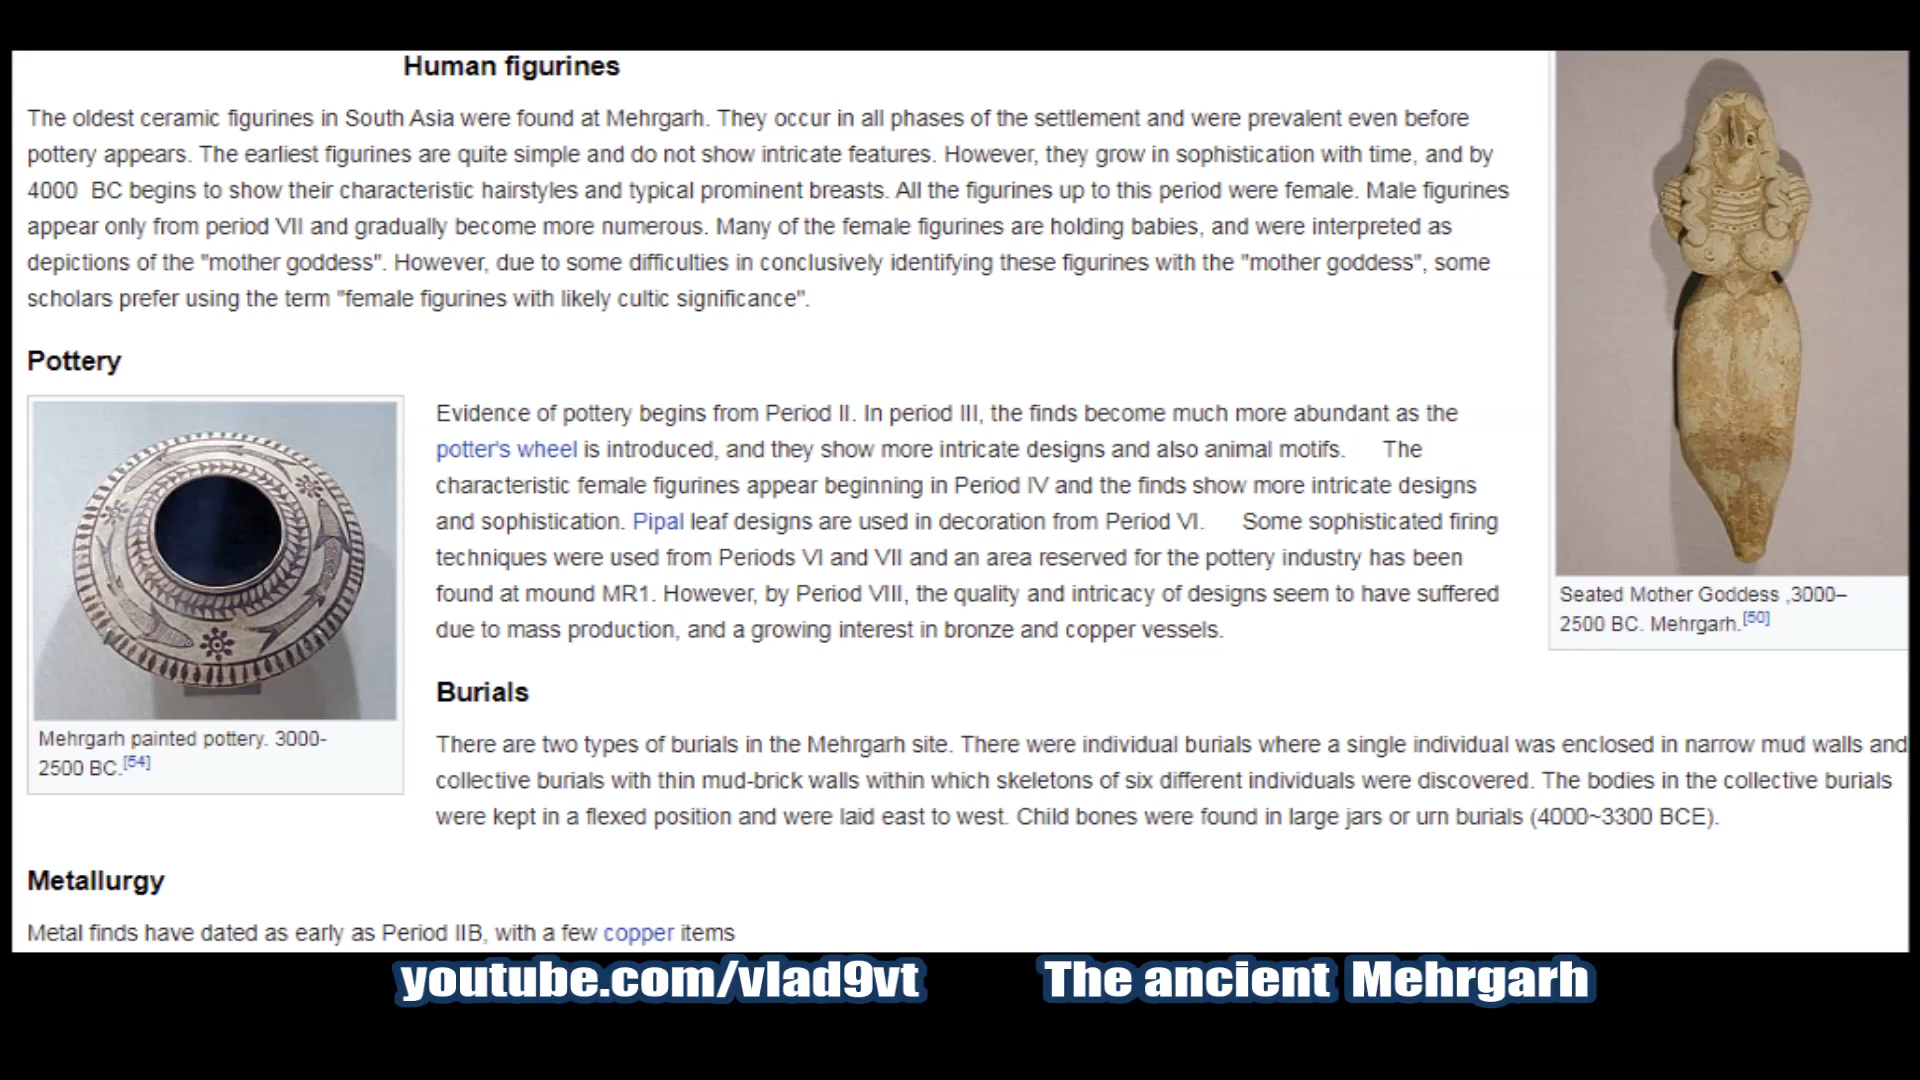 Human figurines
The oldest ceramic figurines in South Asia were found at Mehrgarh. They occur in all phases of the settlement and were prevalent even before
pottery appears. The earliest figurines are quite simple and do not show intricate features. However, they grow in sophistication with time, and by
4000 BC begins to show their characteristic hairstyles and typical prominent breasts. All the figurines up to this period were female. Male figurines
appear only from period VII and gradually become more numerous. Many of the female figurines are holding babies, and were interpreted as
depictions of the "mother goddess". However, due to some difficulties in conclusively identifying these figurines with the "mother goddess", some
scholars prefer using the term "female figurines with likely cultic significance".
Seated Mother Goddess ,3000–
2500 BC. Mehrgarh.[50]
Pottery
Mehrgarh painted pottery. 3000-
2500 BC.[54]
Evidence of pottery begins from Period II. In period III, the finds become much more abundant as the
potter's wheel is introduced, and they show more intricate designs and also animal motifs. The
characteristic female figurines appear beginning in Period IV and the finds show more intricate designs
and sophistication. Pipal leaf designs are used in decoration from Period VI. Some sophisticated firing
techniques were used from Periods VI and VII and an area reserved for the pottery industry has been
found at mound MR1. However, by Period VIII, the quality and intricacy of designs seem to have suffered
due to mass production, and a growing interest in bronze and copper vessels.
Burials
There are two types of burials in the Mehrgarh site. There were individual burials where a single individual was enclosed in narrow mud walls and
collective burials with thin mud-brick walls within which skeletons of six different individuals were discovered. The bodies in the collective burials
were kept in a flexed position and were laid east to west. Child bones were found in large jars or urn burials (4000~3300 BCE).
Metallurgy
Metal finds have dated as early as Period IIB, with a few copper items
youtube.com/vlad9vt The ancient Mehrgarh